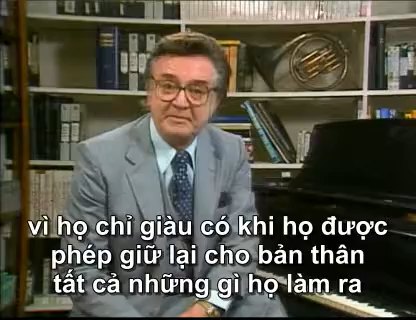 vì họ chỉ giàu có khi họ được
phép giữ lại cho bản thân
tất cả những gì họ làm ra